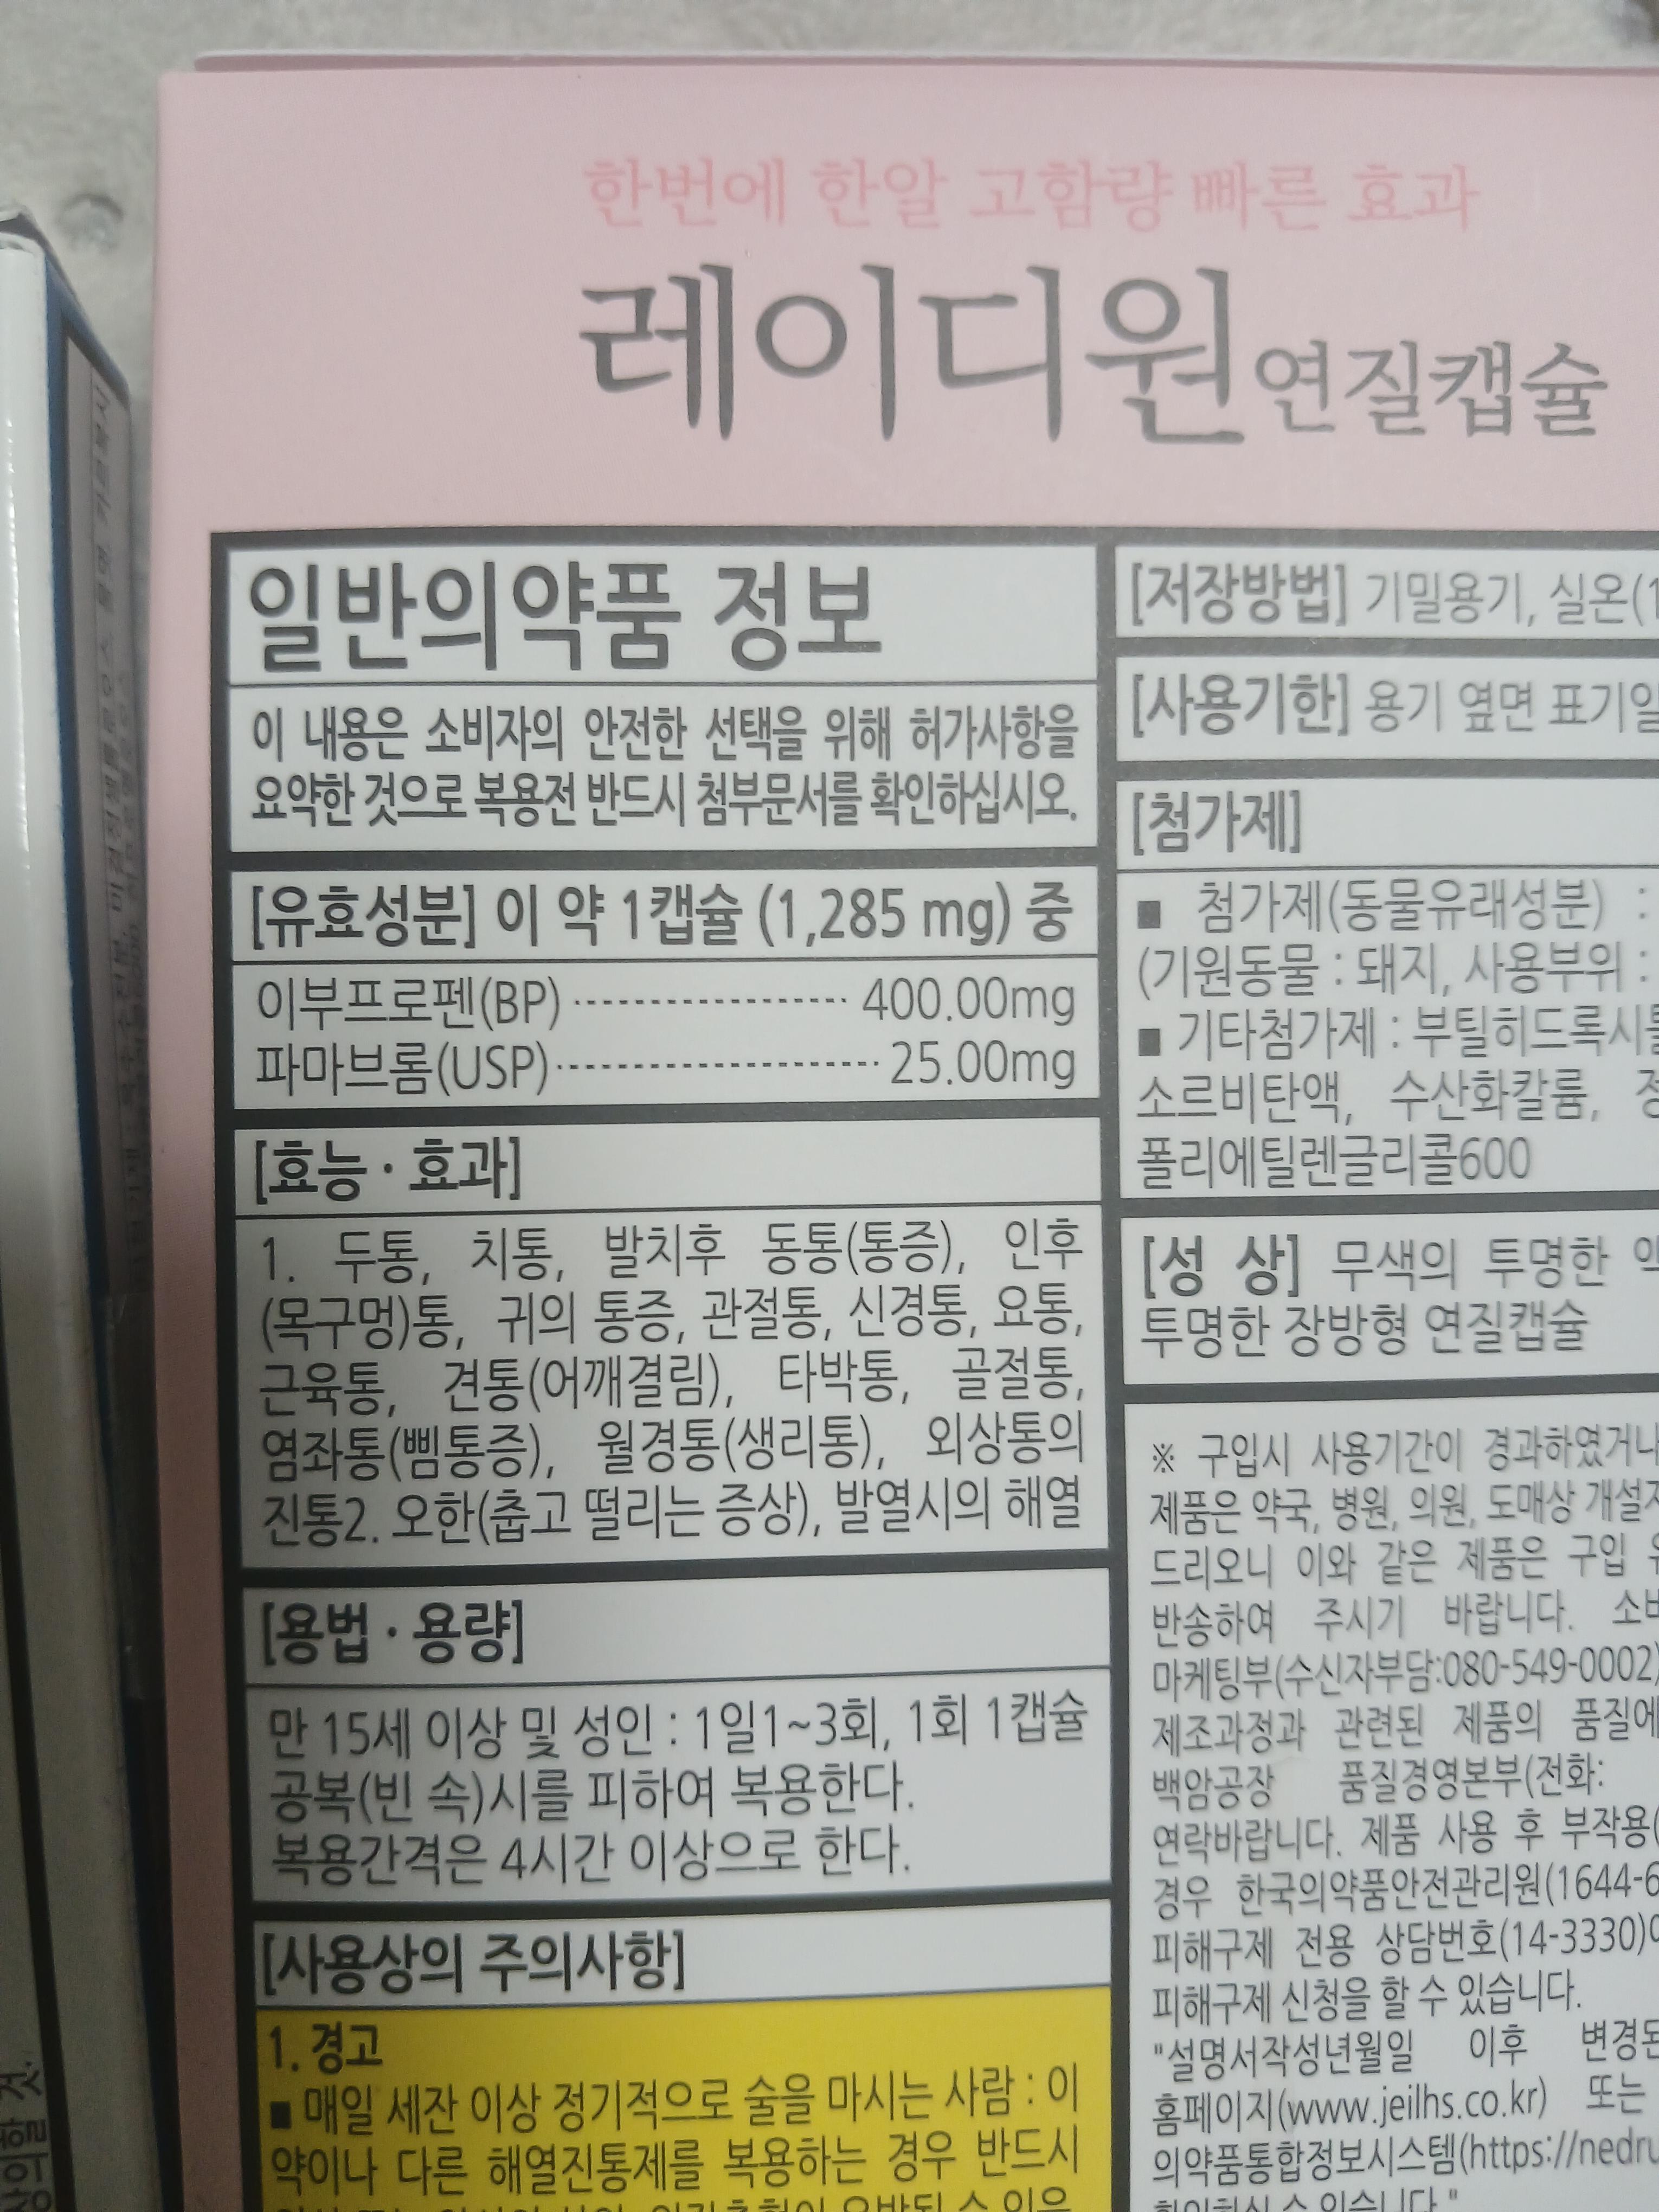 한번에 한알 고함량 빠른 효과
레이디원 연질캡슐
일반의약품 정보
이 내용은 소비자의 안전한 선택을 위해 허가사항을
요약한 것으로 복용전 반드시 첨부문서를 확인하십시오.
[유효성분] 이 약 1캡슐 (1,285 mg) 중
이부프로펜(BP) 400.00mg
파마브롬(USP) 25.00mg
[효능·효과]
1. 두통, 치통, 발치후 동통(통증), 인후
(목구멍)통, 귀의 통증, 관절통, 신경통, 요통,
근육통, 견통(어깨결림), 타박통, 골절통,
염좌통(삠통증), 월경통(생리통), 외상통의
진통2. 오한(춥고 떨리는 증상), 발열시의 해열
[용법·용량]
만 15세 이상 및 성인 : 1일1~3회, 1회 1캡슐
공복(빈 속)시를 피하여 복용한다.
복용간격은 4시간 이상으로 한다.
[사용상의 주의사항]
1. 경고
■ 매일 세잔 이상 정기적으로 술을 마시는 사람 : 이
약이나 다른 해열진통제를 복용하는 경우 반드시
[저장방법] 기밀용기, 실온(1
[사용기한] 용기 옆면 표기일
[첨가제]
■ 첨가제(동물유래성분) :
(기원동물 : 돼지, 사용부위 :
■ 기타첨가제 : 부틸히드록시톨
소르비탄액, 수산화칼륨, 정
폴리에틸렌글리콜600
[성 상] 무색의 투명한
투명한 장방형 연질캡슐
※ 구입시 사용기간이 경과하였거나
제품은 약국, 병원, 의원, 도매상 개설자
드리오니 이와 같은 제품은 구입
반송하여 주시기 바랍니다. 소비
마케팅부(수신자부담:080-549-0002)
제조과정과 관련된 제품의 품질에
백암공장 품질경영본부(전화:
연락바랍니다. 제품 사용 후 부작용(
경우 한국의약품안전관리원(1644-6
피해구제 전용 상담번호(14-3330)에
피해구제 신청을 할 수 있습니다.
"설명서작성년월일 이후 변경된
홈페이지(www.jeilhs.co.kr) 또는
의약품통합정보시스템(https://nedru